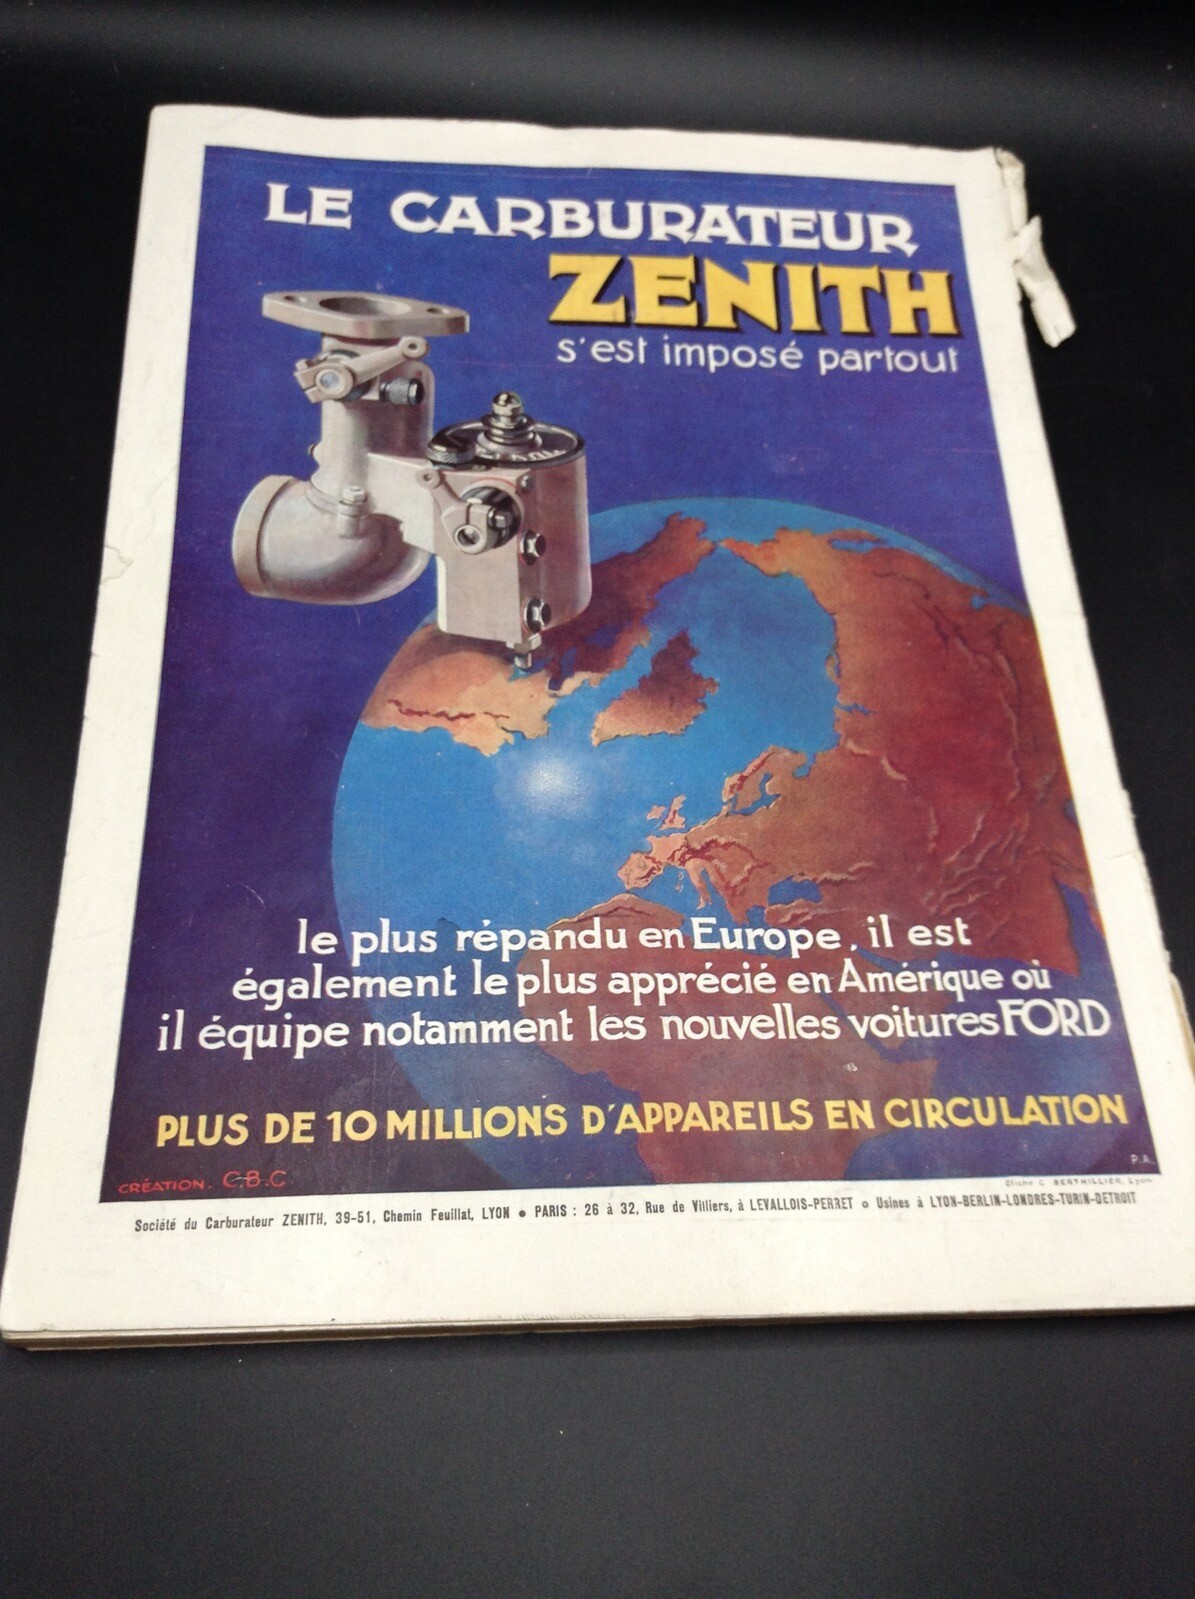 LE CARBURATEUR
ZENITH
s'est imposé partout
le plus répandu en Europe, il est
également le plus apprécié en Amérique où
il équipe notamment les nouvelles voitures FORD
PLUS DE 10 MILLIONS D'APPAREILS EN CIRCULATION
P.A.
CRÉATION. C.B.C
Cliché C. BERTHILLIER, Lyon
Société du Carburateur ZENITH, 39-51, Chemin Feuillat, LYON • PARIS : 26 à 32, Rue de Villiers, à LEVALLOIS-PERRET • Usines à LYON-BERLIN-LONDRES-TURIN-DETROIT